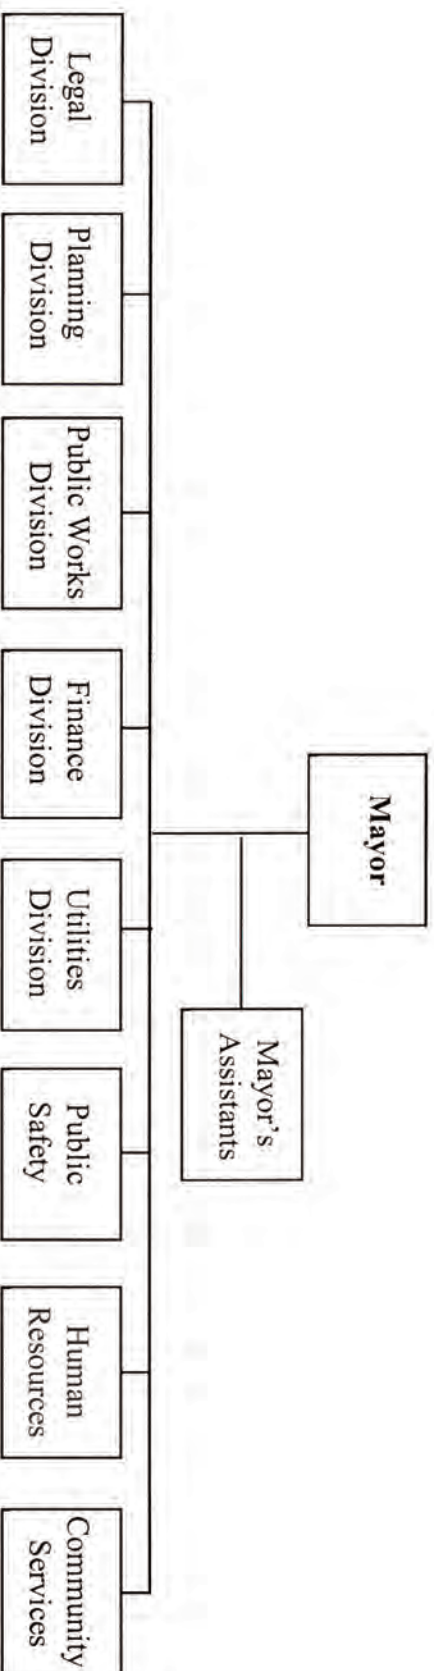 Mayor
Mayor's
Assistants
Legal
Division
Planning
Division
Public Works
Division
Finance
Division
Utilities
Division
Public
Safety
Human
Resources
Community
Services